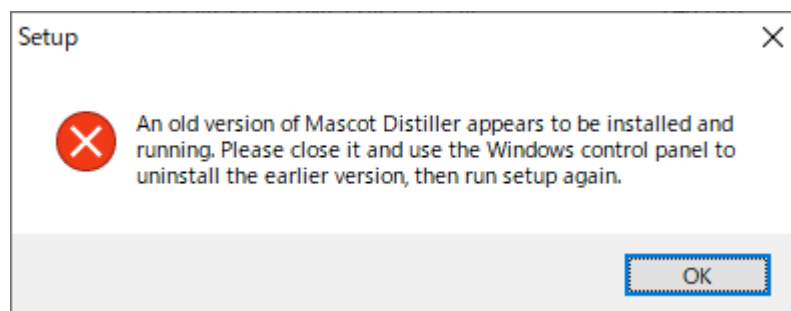 Setup
An old version of Mascot Distiller appears to be installed and
running. Please close it and use the Windows control panel to
uninstall the earlier version, then run setup again.
OK